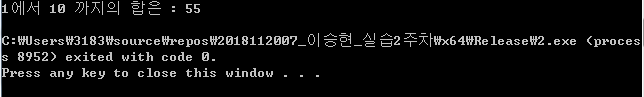 1에서 10 까지의 합은 : 55
C:₩Users₩3183₩source₩repos₩2018112007_이승현_실습2주차₩x64₩Release₩2.exe (proces
s 8952) exited with code 0.
Press any key to close this window . . .